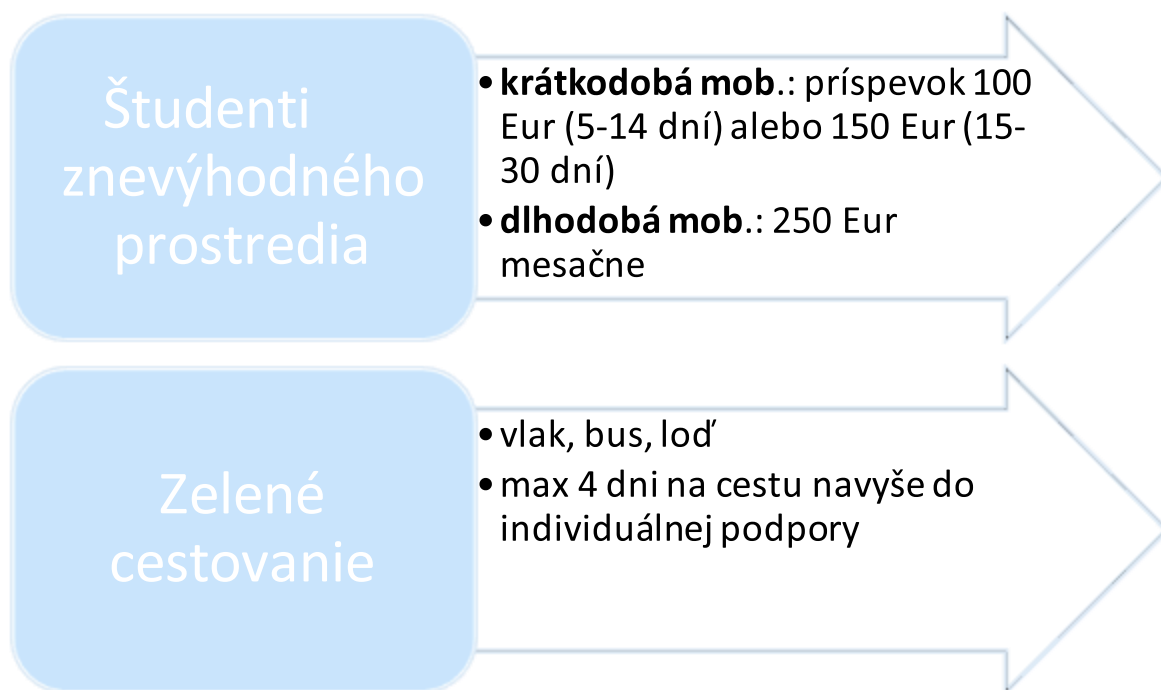 Študenti
znevýhodného
prostredia
• krátkodobá mob.: príspevok 100
Eur (5-14 dní) alebo 150 Eur (15-
30 dní)
• dlhodobá mob.: 250 Eur
mesačne
Zelené
cestovanie
• vlak, bus, loď
• max 4 dni na cestu navyše do
individuálnej podpory